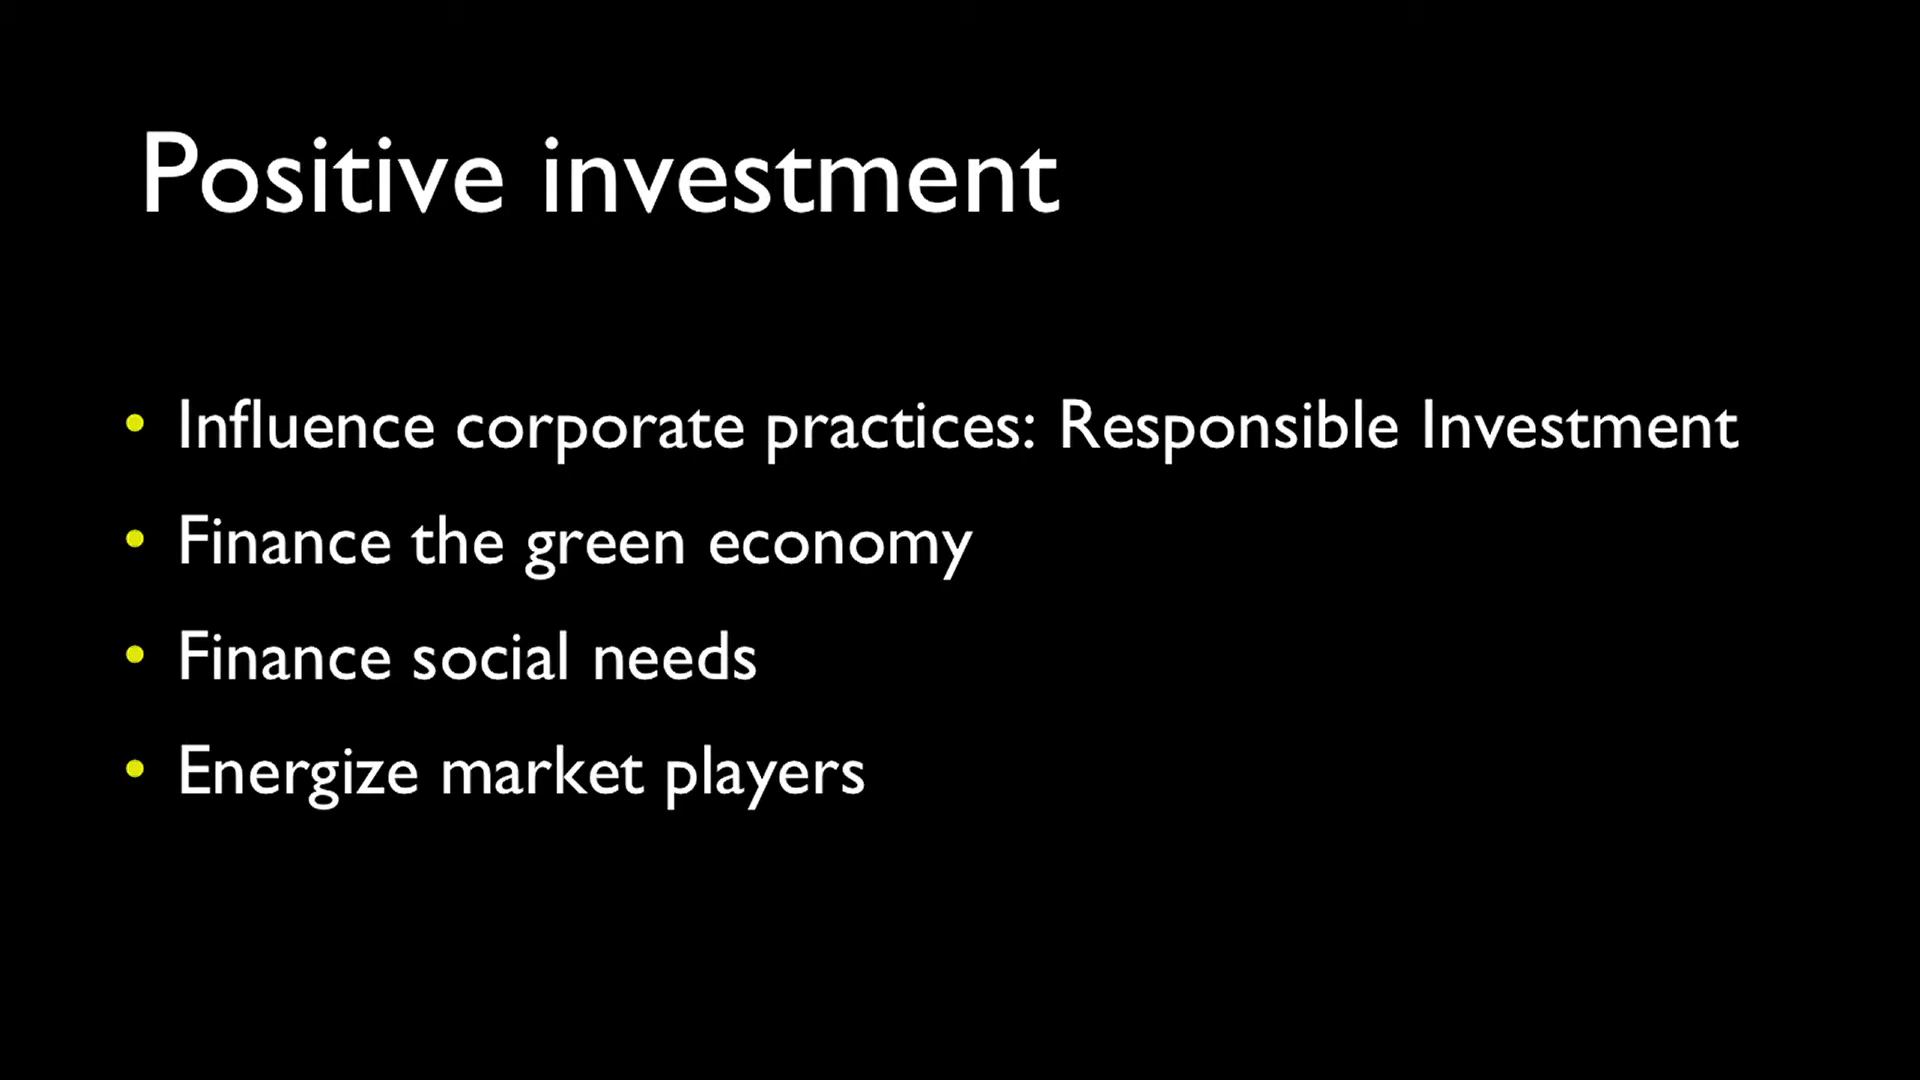 Positive investment
• Influence corporate practices: Responsible Investment
• Finance the green economy
• Finance social needs
• Energize market players